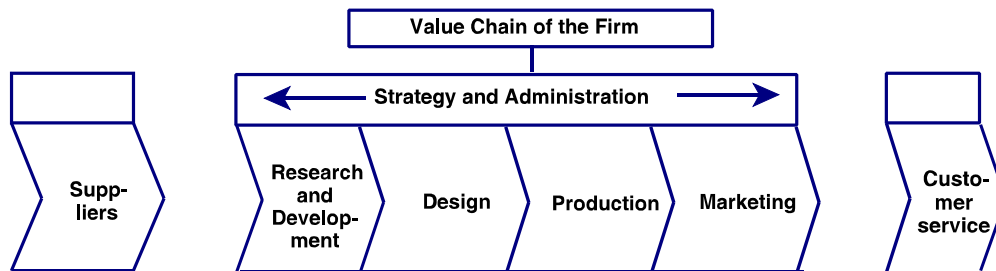 Value Chain of the Firm
Strategy and Administration
Supp-
liers
Research
and
Develop-
ment
Design
Production
Marketing
Custo-
mer
service